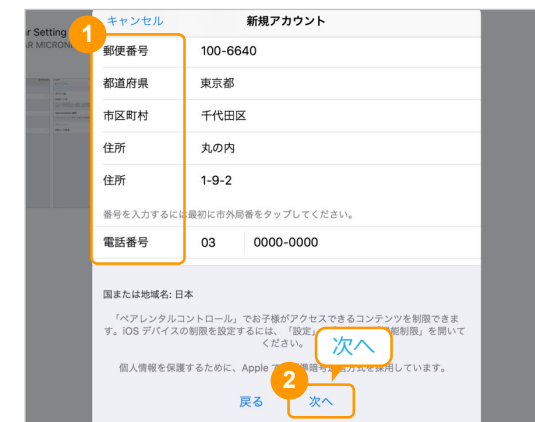 r Setting
AR MICRON
1
キャンセル 新規アカウント
郵便番号 100-6640
都道府県 東京都
市区町村 千代田区
住所 丸の内
住所 1-9-2
番号を入力するには最初に市外局番をタップしてください。
電話番号 03 0000-0000
国または地域名: 日本
「ペアレンタルコントロール」でお子様がアクセスできるコンテンツを制限できま
す。iOS デバイスの制限を設定するには、「設定」 能制限」を開いて
ください。
次へ
個人情報を保護するために、Apple 方式を採用しています。
2
戻る 次へ